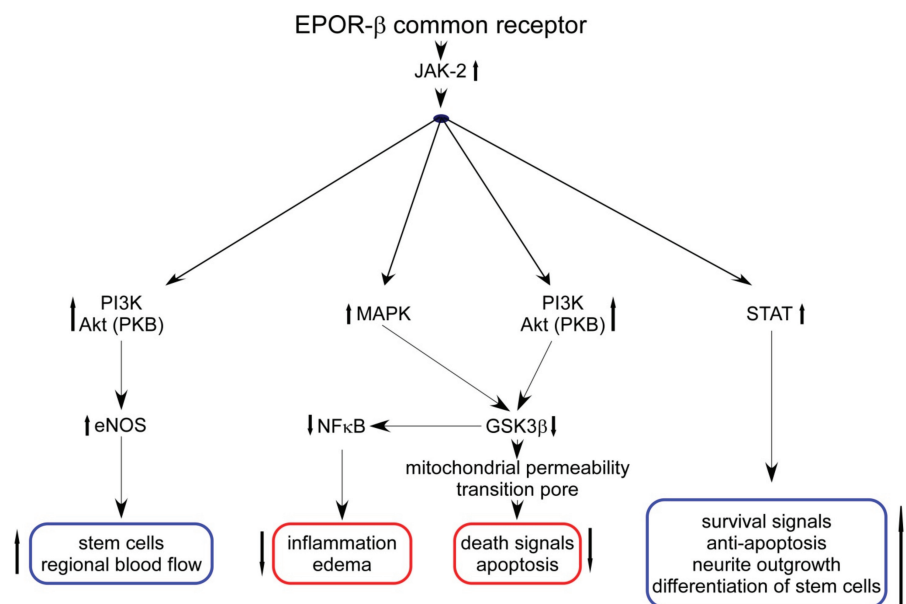 EPOR-β common receptor
JAK-2
PI3K
Akt (PKB)
MAPK
PI3K
Akt (PKB)
STAT
eNOS
NFκB
GSK3β
mitochondrial permeability
transition pore
stem cells
regional blood flow
inflammation
edema
death signals
apoptosis
survival signals
anti-apoptosis
neurite outgrowth
differentiation of stem cells